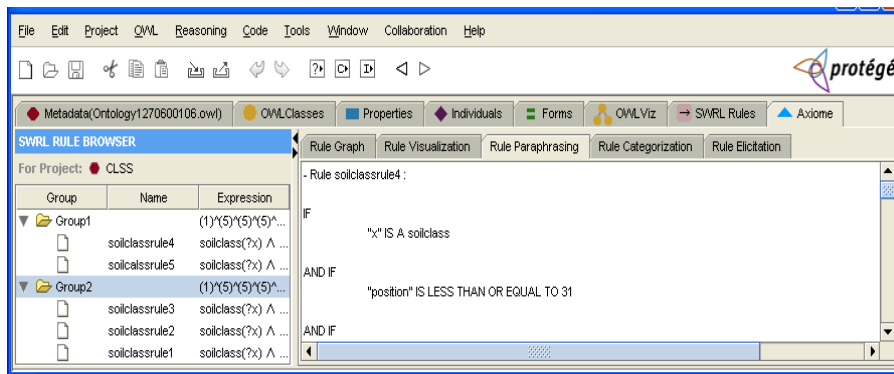 File Edit Project OWL Reasoning Code Tools Window Collaboration Help
protégé
Metadata(Ontology1270600106.owl) OWLClasses Properties Individuals Forms OWLViz SWRL Rules Axiome
SWRL RULE BROWSER
For Project: CLSS
Group Name Expression
Group1 (1)^(5)^(5)^(5)^...
soilclassrule4 soilclass(?x) Λ ...
soilcalssrule5 soilclass(?x) Λ ...
Group2 (1)^(5)^(5)^(5)^...
soilclassrule3 soilclass(?x) Λ ...
soilclassrule2 soilclass(?x) Λ ...
soilclassrule1 soilclass(?x) Λ ...
Rule Graph Rule Visualization Rule Paraphrasing Rule Categorization Rule Elicitation
- Rule soilclassrule4 :
IF
"x" IS A soilclass
AND IF
"position" IS LESS THAN OR EQUAL TO 31
AND IF